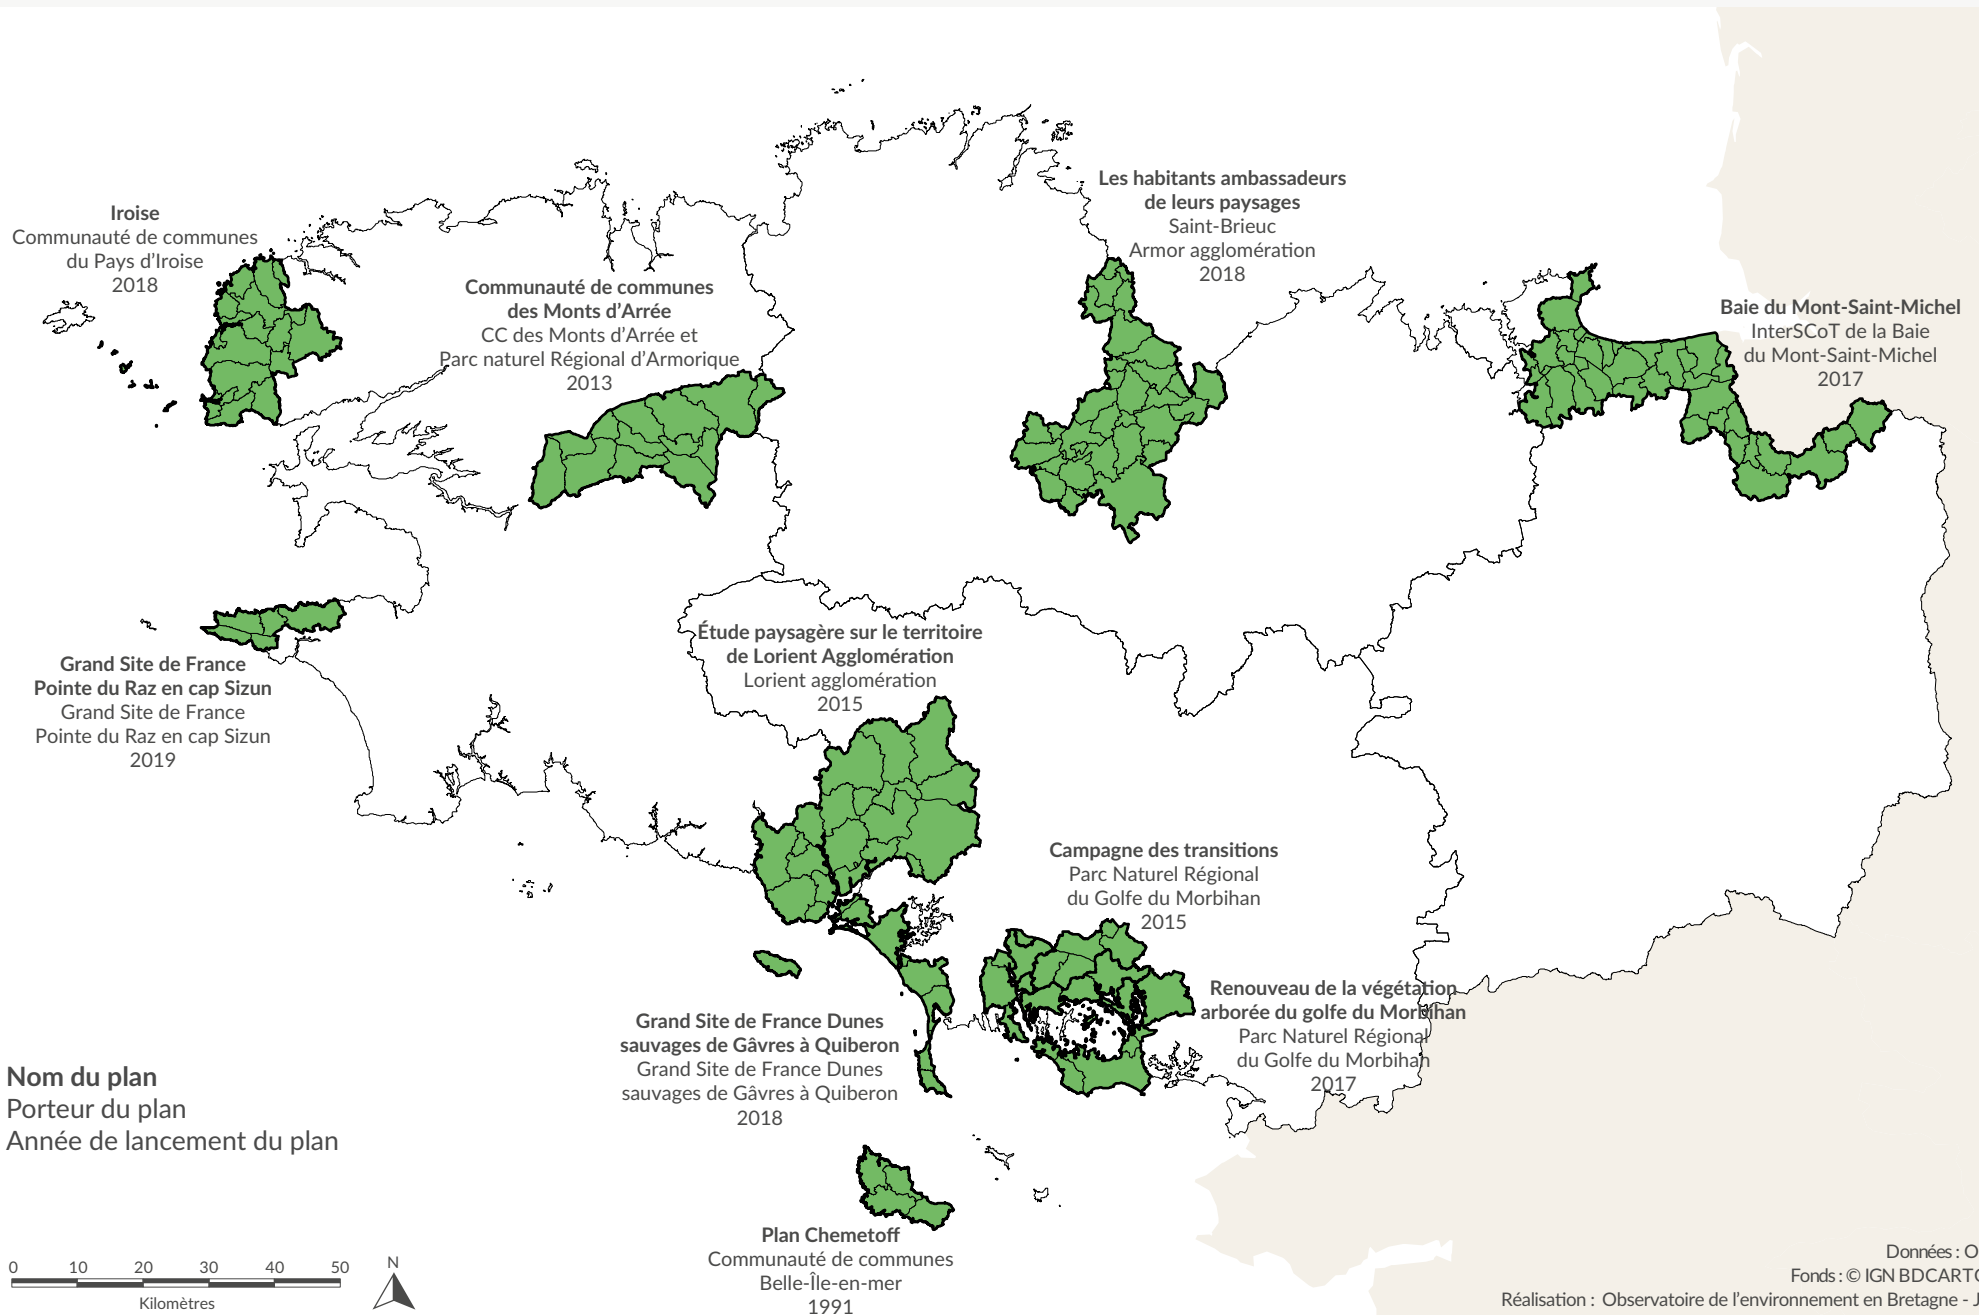 Les habitants ambassadeurs
de leurs paysages
Saint-Brieuc
Armor agglomération
2018
Iroise
Communauté de communes
du Pays d'Iroise
2018
Communauté de communes
des Monts d'Arrée
CC des Monts d'Arrée et
Parc naturel Régional d'Armorique
2013
Baie du Mont-Saint-Michel
InterSCoT de la Baie
du Mont-Saint-Michel
2017
Étude paysagère sur le territoire
de Lorient Agglomération
Lorient agglomération
2015
Grand Site de France
Pointe du Raz en cap Sizun
Grand Site de France
Pointe du Raz en cap Sizun
2019
Campagne des transitions
Parc Naturel Régional
du Golfe du Morbihan
2015
Renouveau de la végétation
arborée du golfe du Morbihan
Parc Naturel Régional
du Golfe du Morbihan
2017
Grand Site de France Dunes
sauvages de Gâvres à Quiberon
Grand Site de France Dunes
sauvages de Gâvres à Quiberon
2018
Nom du plan
Porteur du plan
Année de lancement du plan
Plan Chemetoff
Communauté de communes
Belle-Île-en-mer
1991
0 10 20 30 40 50
Kilomètres
N
Données : O
Fonds : © IGN BDCARTO
Réalisation : Observatoire de l'environnement en Bretagne - J